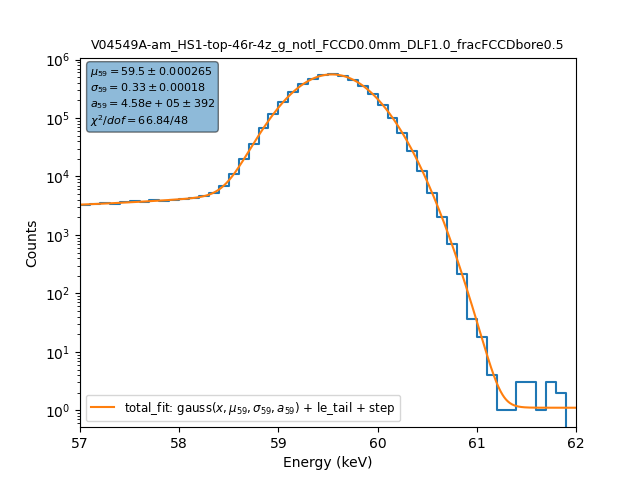 V04549A-am_HS1-top-46r-4z_g_notl_FCCD0.0mm_DLF1.0_fracFCCDbore0.5
μ₅₉ = 59.5 ± 0.000265
σ₅₉ = 0.33 ± 0.00018
a₅₉ = 4.58e + 05 ± 392
χ²/dof = 66.84/48
10⁶
10⁵
10⁴
10³
10²
10¹
10⁰
Counts
total_fit: gauss(x, μ₅₉, σ₅₉, a₅₉) + le_tail + step
57 58 59 60 61 62
Energy (keV)